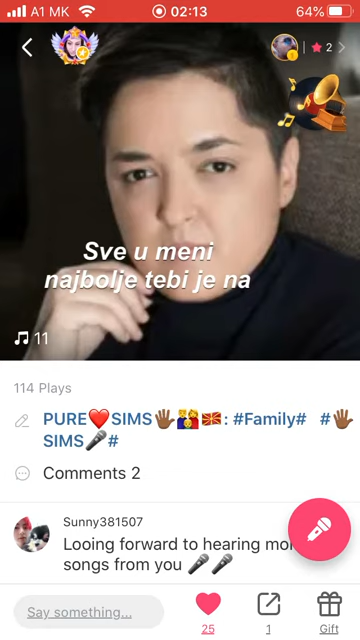 A1 MK 02:13 64%
2
Sve u meni
najbolje tebi je na
11
114 Plays
PURE❤️SIMS🖐🏾👨‍👩‍👦🇲🇰: #Family# #🖐🏾
SIMS🎤#
Comments 2
Sunny381507
Looing forward to hearing mo
songs from you 🎤🎤
Say something...
25
1
Gift